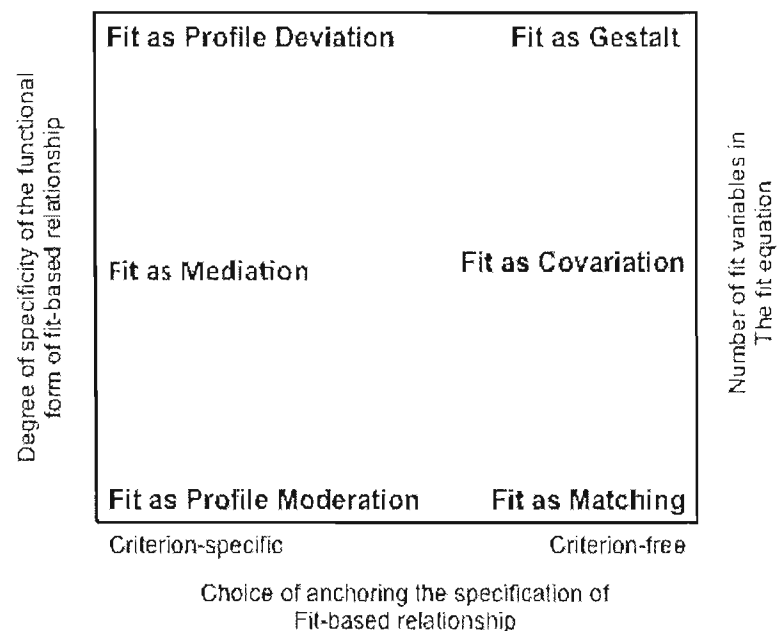 Fit as Profile Deviation
Fit as Gestalt
Degree of specificity of the functional
form of fit-based relationship
Fit as Mediation
Fit as Covariation
Number of fit variables in
The fit equation
Fit as Profile Moderation
Fit as Matching
Criterion-specific
Criterion-free
Choice of anchoring the specification of
Fit-based relationship